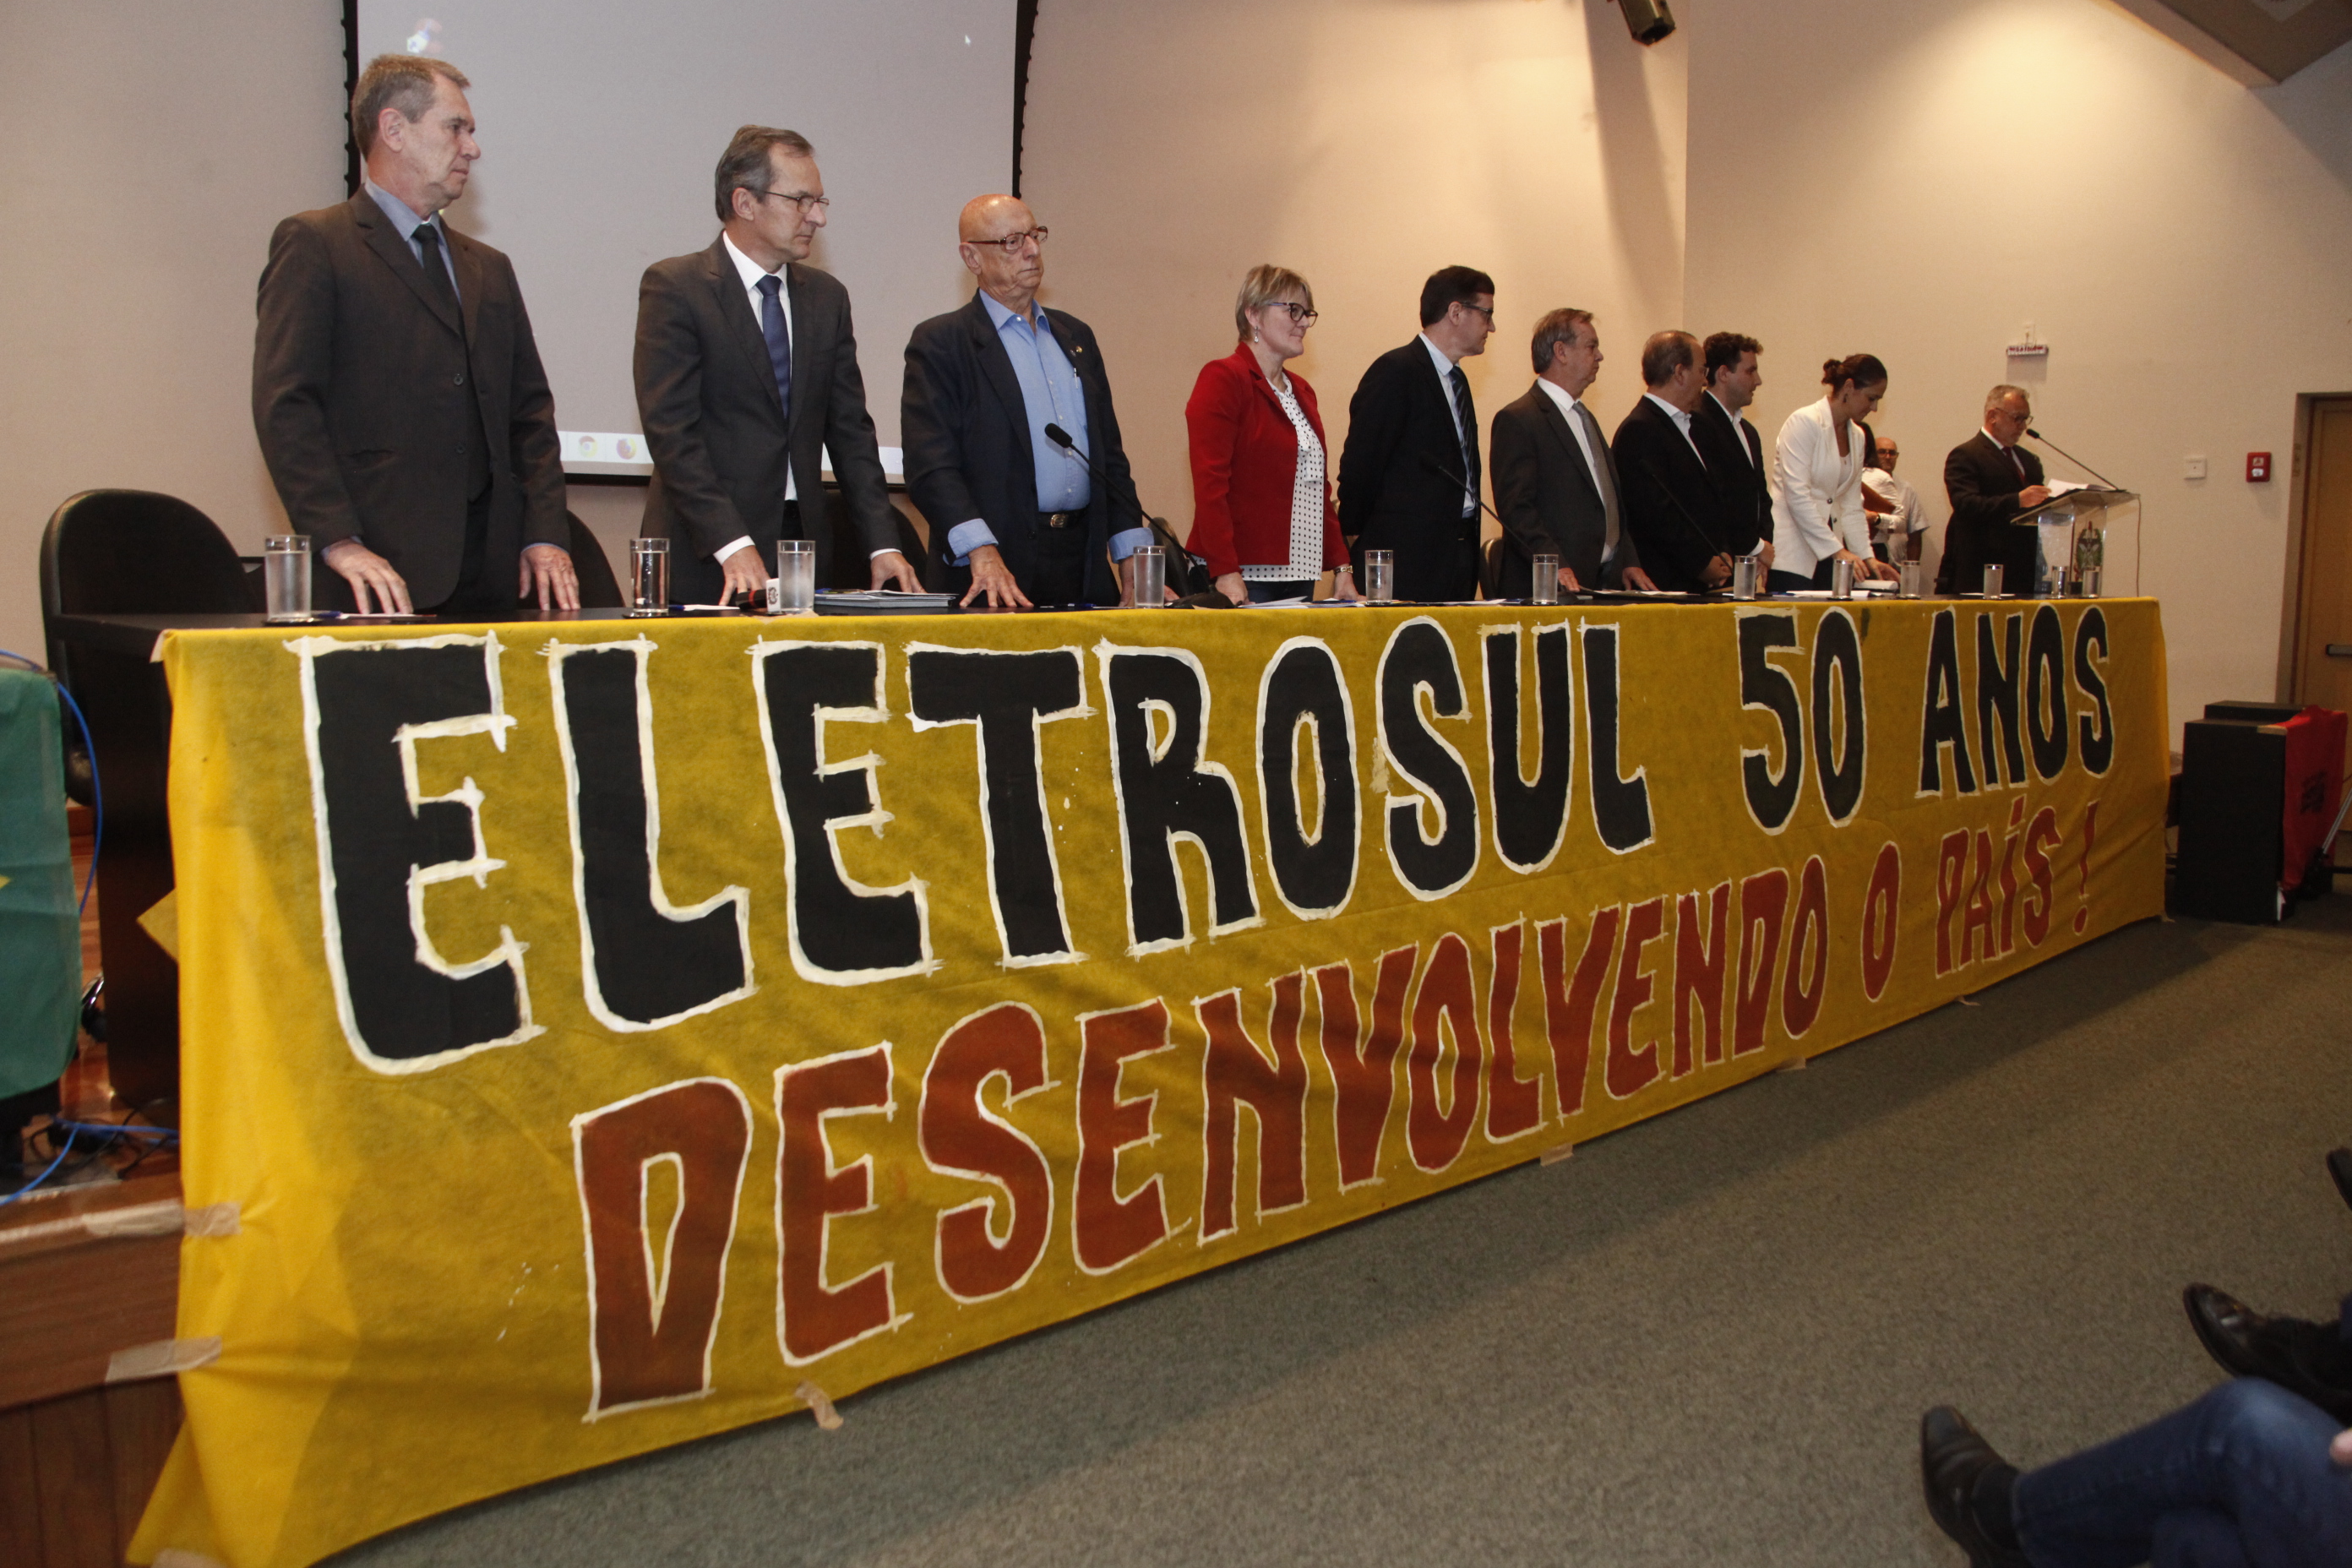 ELETROSUL 50 ANOS
DESENVOLVENDO O PAÍS!